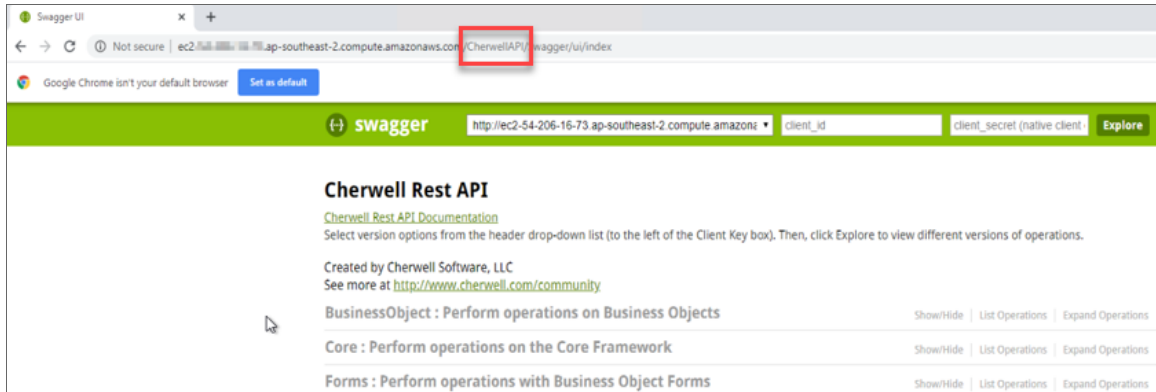 Swagger UI
Not secure | ec2- .ap-southeast-2.compute.amazonaws.com/CherwellAPI/swagger/ui/index
Google Chrome isn't your default browser Set as default
swagger http://ec2-54-206-16-73.ap-southeast-2.compute.amazona client_id client_secret (native client Explore
Cherwell Rest API
Cherwell Rest API Documentation
Select version options from the header drop-down list (to the left of the Client Key box). Then, click Explore to view different versions of operations.
Created by Cherwell Software, LLC
See more at http://www.cherwell.com/community
BusinessObject : Perform operations on Business Objects Show/Hide | List Operations | Expand Operations
Core : Perform operations on the Core Framework Show/Hide | List Operations | Expand Operations
Forms : Perform operations with Business Object Forms Show/Hide | List Operations | Expand Operations